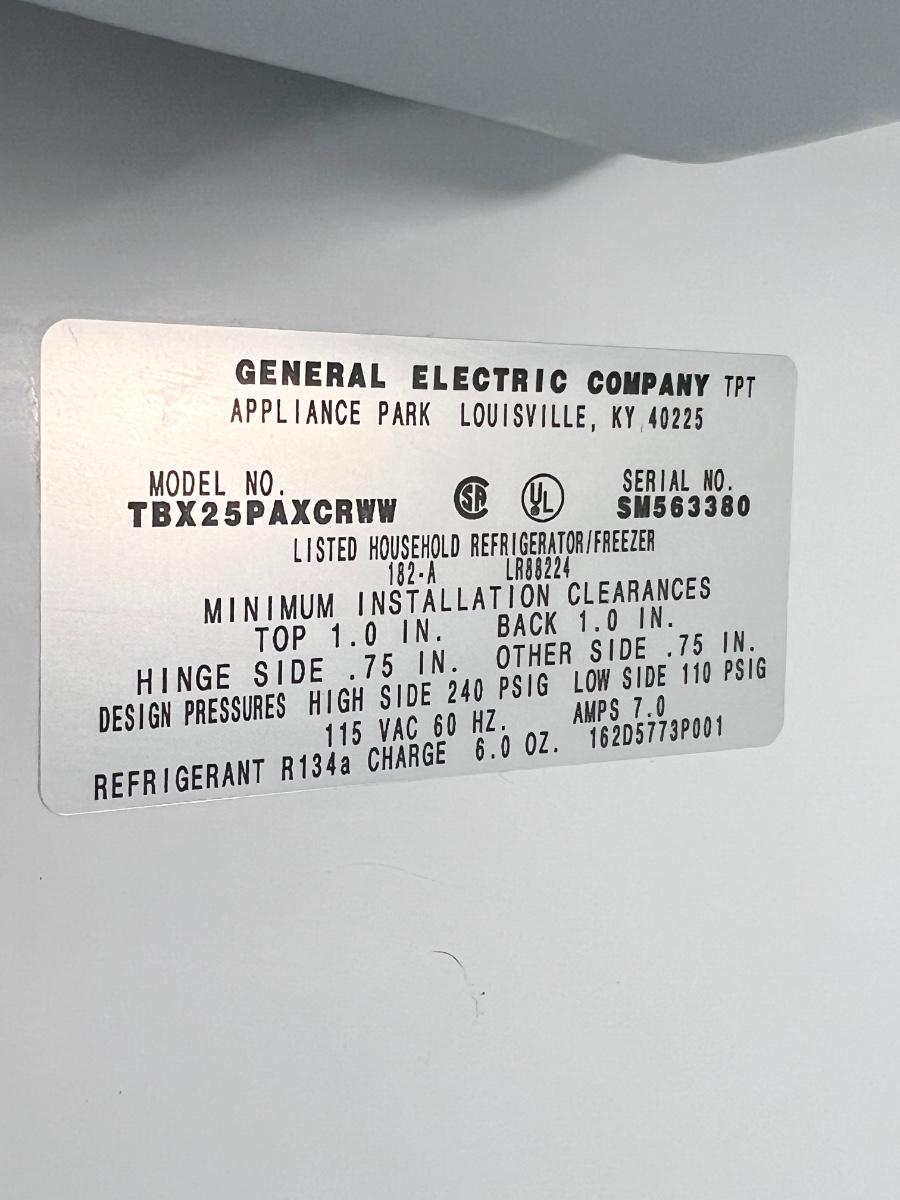 GENERAL ELECTRIC COMPANY TPT
APPLIANCE PARK LOUISVILLE, KY 40225
MODEL NO. SERIAL NO.
TBX25PAXCRWW SA UL SM563380
LISTED HOUSEHOLD REFRIGERATOR/FREEZER
182-A LR88224
MINIMUM INSTALLATION CLEARANCES
TOP 1.0 IN. BACK 1.0 IN.
HINGE SIDE .75 IN. OTHER SIDE .75 IN.
DESIGN PRESSURES HIGH SIDE 240 PSIG LOW SIDE 110 PSIG
115 VAC 60 HZ. AMPS 7.0
REFRIGERANT R134a CHARGE 6.0 OZ. 162D5773P001